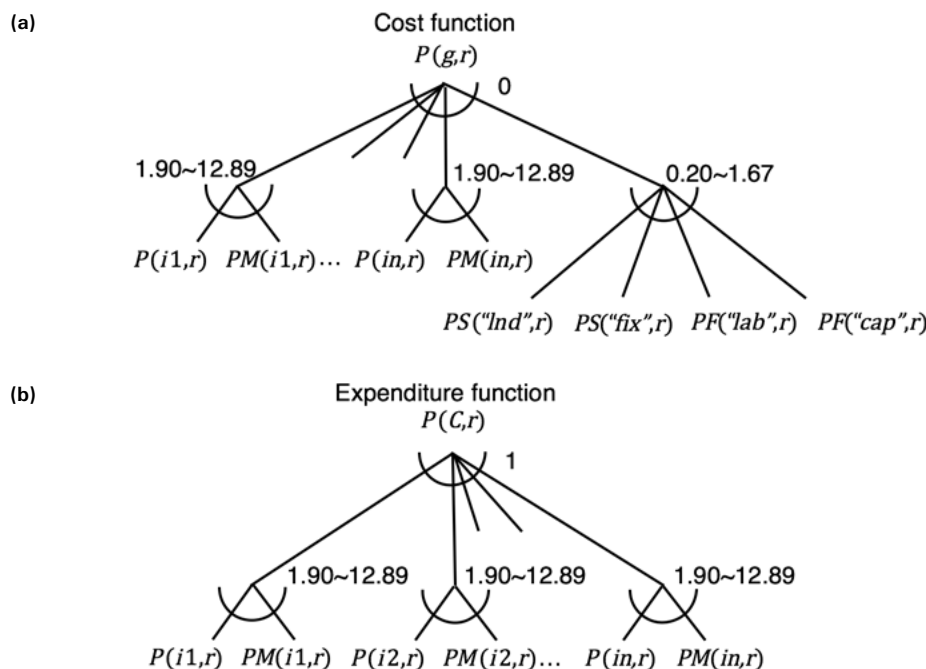 (a)
Cost function
P(g,r)
0
1.90~12.89
1.90~12.89
0.20~1.67
P(i1,r) PM(i1,r)... P(in,r) PM(in,r)
PS(“lnd”,r) PS(“fix”,r) PF(“lab”,r) PF(“cap”,r)
(b)
Expenditure function
P(C,r)
1
1.90~12.89
1.90~12.89
1.90~12.89
P(i1,r) PM(i1,r) P(i2,r) PM(i2,r)... P(in,r) PM(in,r)